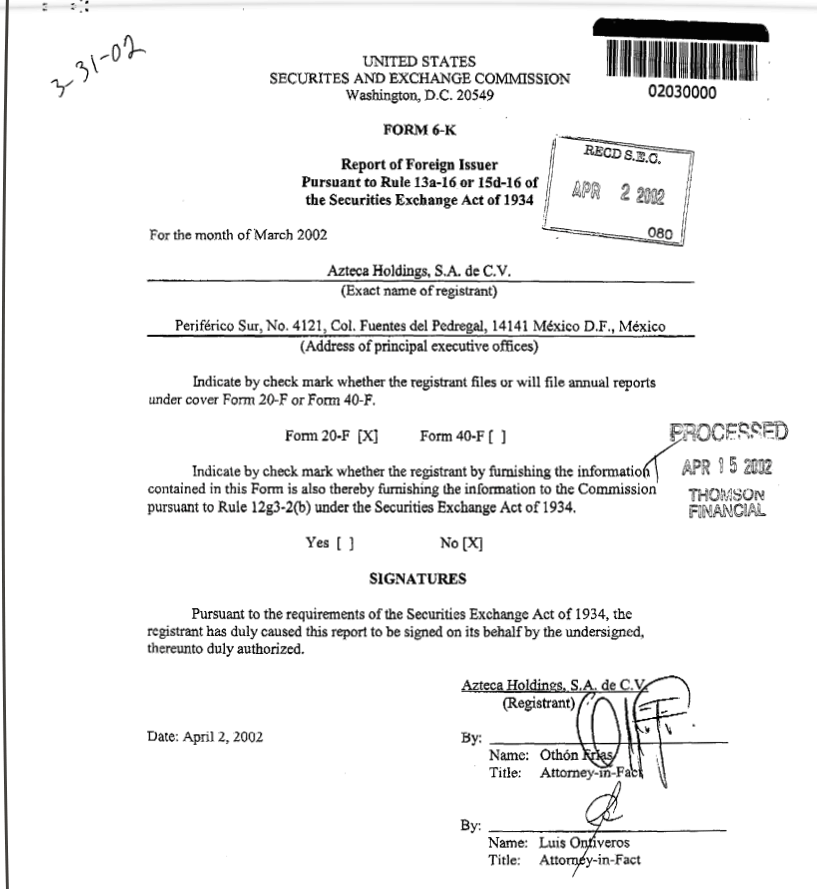 3-31-02
02030000
UNITED STATES
SECURITES AND EXCHANGE COMMISSION
Washington, D.C. 20549
FORM 6-K
Report of Foreign Issuer
Pursuant to Rule 13a-16 or 15d-16 of
the Securities Exchange Act of 1934
RECD S.E.C.
APR 2 2002
080
For the month of March 2002
Azteca Holdings, S.A. de C.V.
(Exact name of registrant)
Periférico Sur, No. 4121, Col. Fuentes del Pedregal, 14141 México D.F., México
(Address of principal executive offices)
Indicate by check mark whether the registrant files or will file annual reports
under cover Form 20-F or Form 40-F.
Form 20-F [X] Form 40-F [ ]
PROCESSED
APR 15 2002
THOMSON
FINANCIAL
Indicate by check mark whether the registrant by furnishing the information
contained in this Form is also thereby furnishing the information to the Commission
pursuant to Rule 12g3-2(b) under the Securities Exchange Act of 1934.
Yes [ ] No [X]
SIGNATURES
Pursuant to the requirements of the Securities Exchange Act of 1934, the
registrant has duly caused this report to be signed on its behalf by the undersigned,
thereunto duly authorized.
Azteca Holdings, S.A. de C.V.
(Registrant)
Date: April 2, 2002
By:
Name: Othón Frias
Title: Attorney-in-Fact
By:
Name: Luis Ontiveros
Title: Attorney-in-Fact